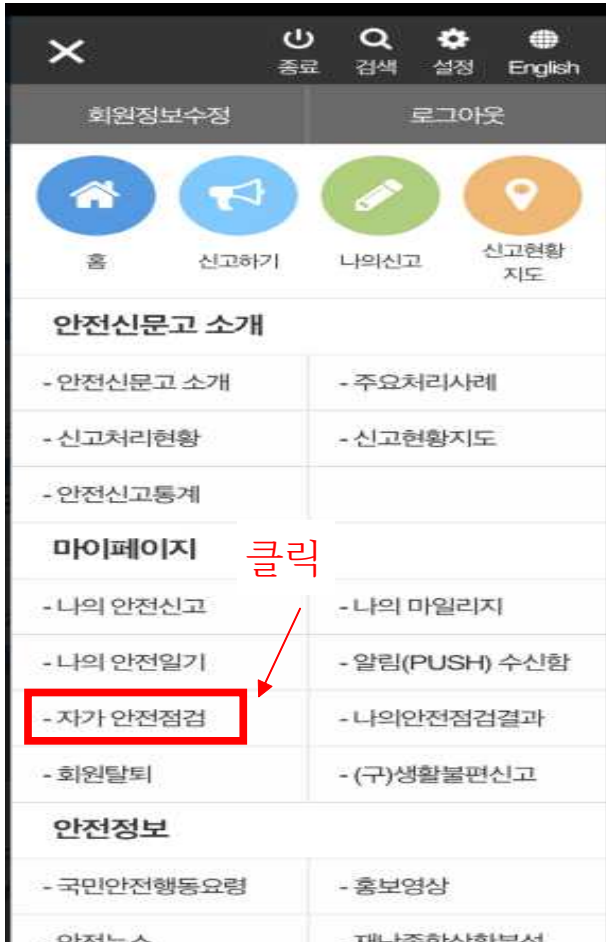 종료 검색 설정 English
회원정보수정 로그아웃
홈 신고하기 나의신고 신고현황
지도
안전신문고 소개
- 안전신문고 소개 - 주요처리사례
- 신고처리현황 - 신고현황지도
- 안전신고통계
마이페이지
클릭
- 나의 안전신고 - 나의 마일리지
- 나의 안전일기 - 알림(PUSH) 수신함
- 자가 안전점검 - 나의안전점검결과
- 회원탈퇴 - (구)생활불편신고
안전정보
- 국민안전행동요령 - 홍보영상